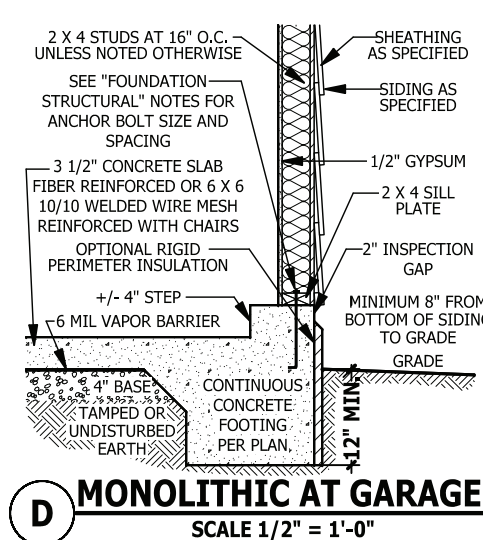 2 X 4 STUDS AT 16" O.C.
UNLESS NOTED OTHERWISE
SEE "FOUNDATION
STRUCTURAL" NOTES FOR
ANCHOR BOLT SIZE AND
SPACING
3 1/2" CONCRETE SLAB
FIBER REINFORCED OR 6 X 6
10/10 WELDED WIRE MESH
REINFORCED WITH CHAIRS
OPTIONAL RIGID
PERIMETER INSULATION
+/- 4" STEP
6 MIL VAPOR BARRIER
4" BASE
TAMPED OR
UNDISTURBED
EARTH
CONTINUOUS
CONCRETE
FOOTING
PER PLAN
SHEATHING
AS SPECIFIED
SIDING AS
SPECIFIED
1/2" GYPSUM
2 X 4 SILL
PLATE
2" INSPECTION
GAP
MINIMUM 8" FROM
BOTTOM OF SIDING
TO GRADE
GRADE
12" MIN.
D
MONOLITHIC AT GARAGE
SCALE 1/2" = 1'-0"